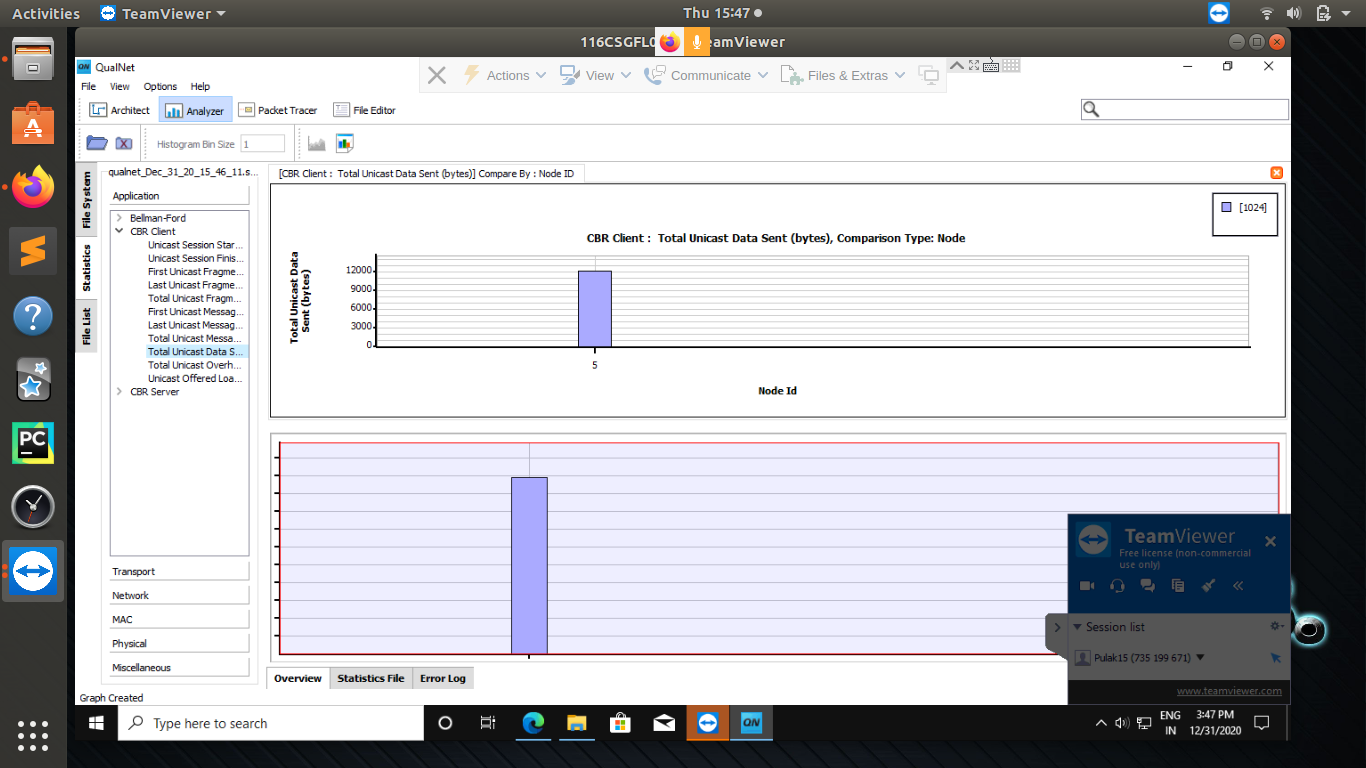 Activities TeamViewer Thu 15:47
TeamViewer
QualNet
Actions View Communicate Files & Extras
File View Options Help
Architect Analyzer Packet Tracer File Editor
Histogram Bin Size 1
File System
Statistics
File List
qualnet_Dec_31_20_15_46_11.s...
Application
Bellman-Ford
CBR Client
Unicast Session Star...
Unicast Session Finis...
First Unicast Fragme...
Last Unicast Fragme...
Total Unicast Fragm...
First Unicast Messag...
Last Unicast Messag...
Total Unicast Messa...
Total Unicast Data S...
Total Unicast Overh...
Unicast Offered Loa...
CBR Server
Transport
Network
MAC
Physical
Miscellaneous
[CBR Client : Total Unicast Data Sent (bytes)] Compare By : Node ID
[1024]
CBR Client : Total Unicast Data Sent (bytes), Comparison Type: Node
Total Unicast Data
Sent (bytes)
12000
9000
6000
3000
0
5
Node Id
TeamViewer
Free license (non-commercial
use only)
Session list
Pulak15 (735 199 671)
www.teamviewer.com
Overview Statistics File Error Log
Graph Created
Type here to search
QN
ENG
IN
3:47 PM
12/31/2020
PC